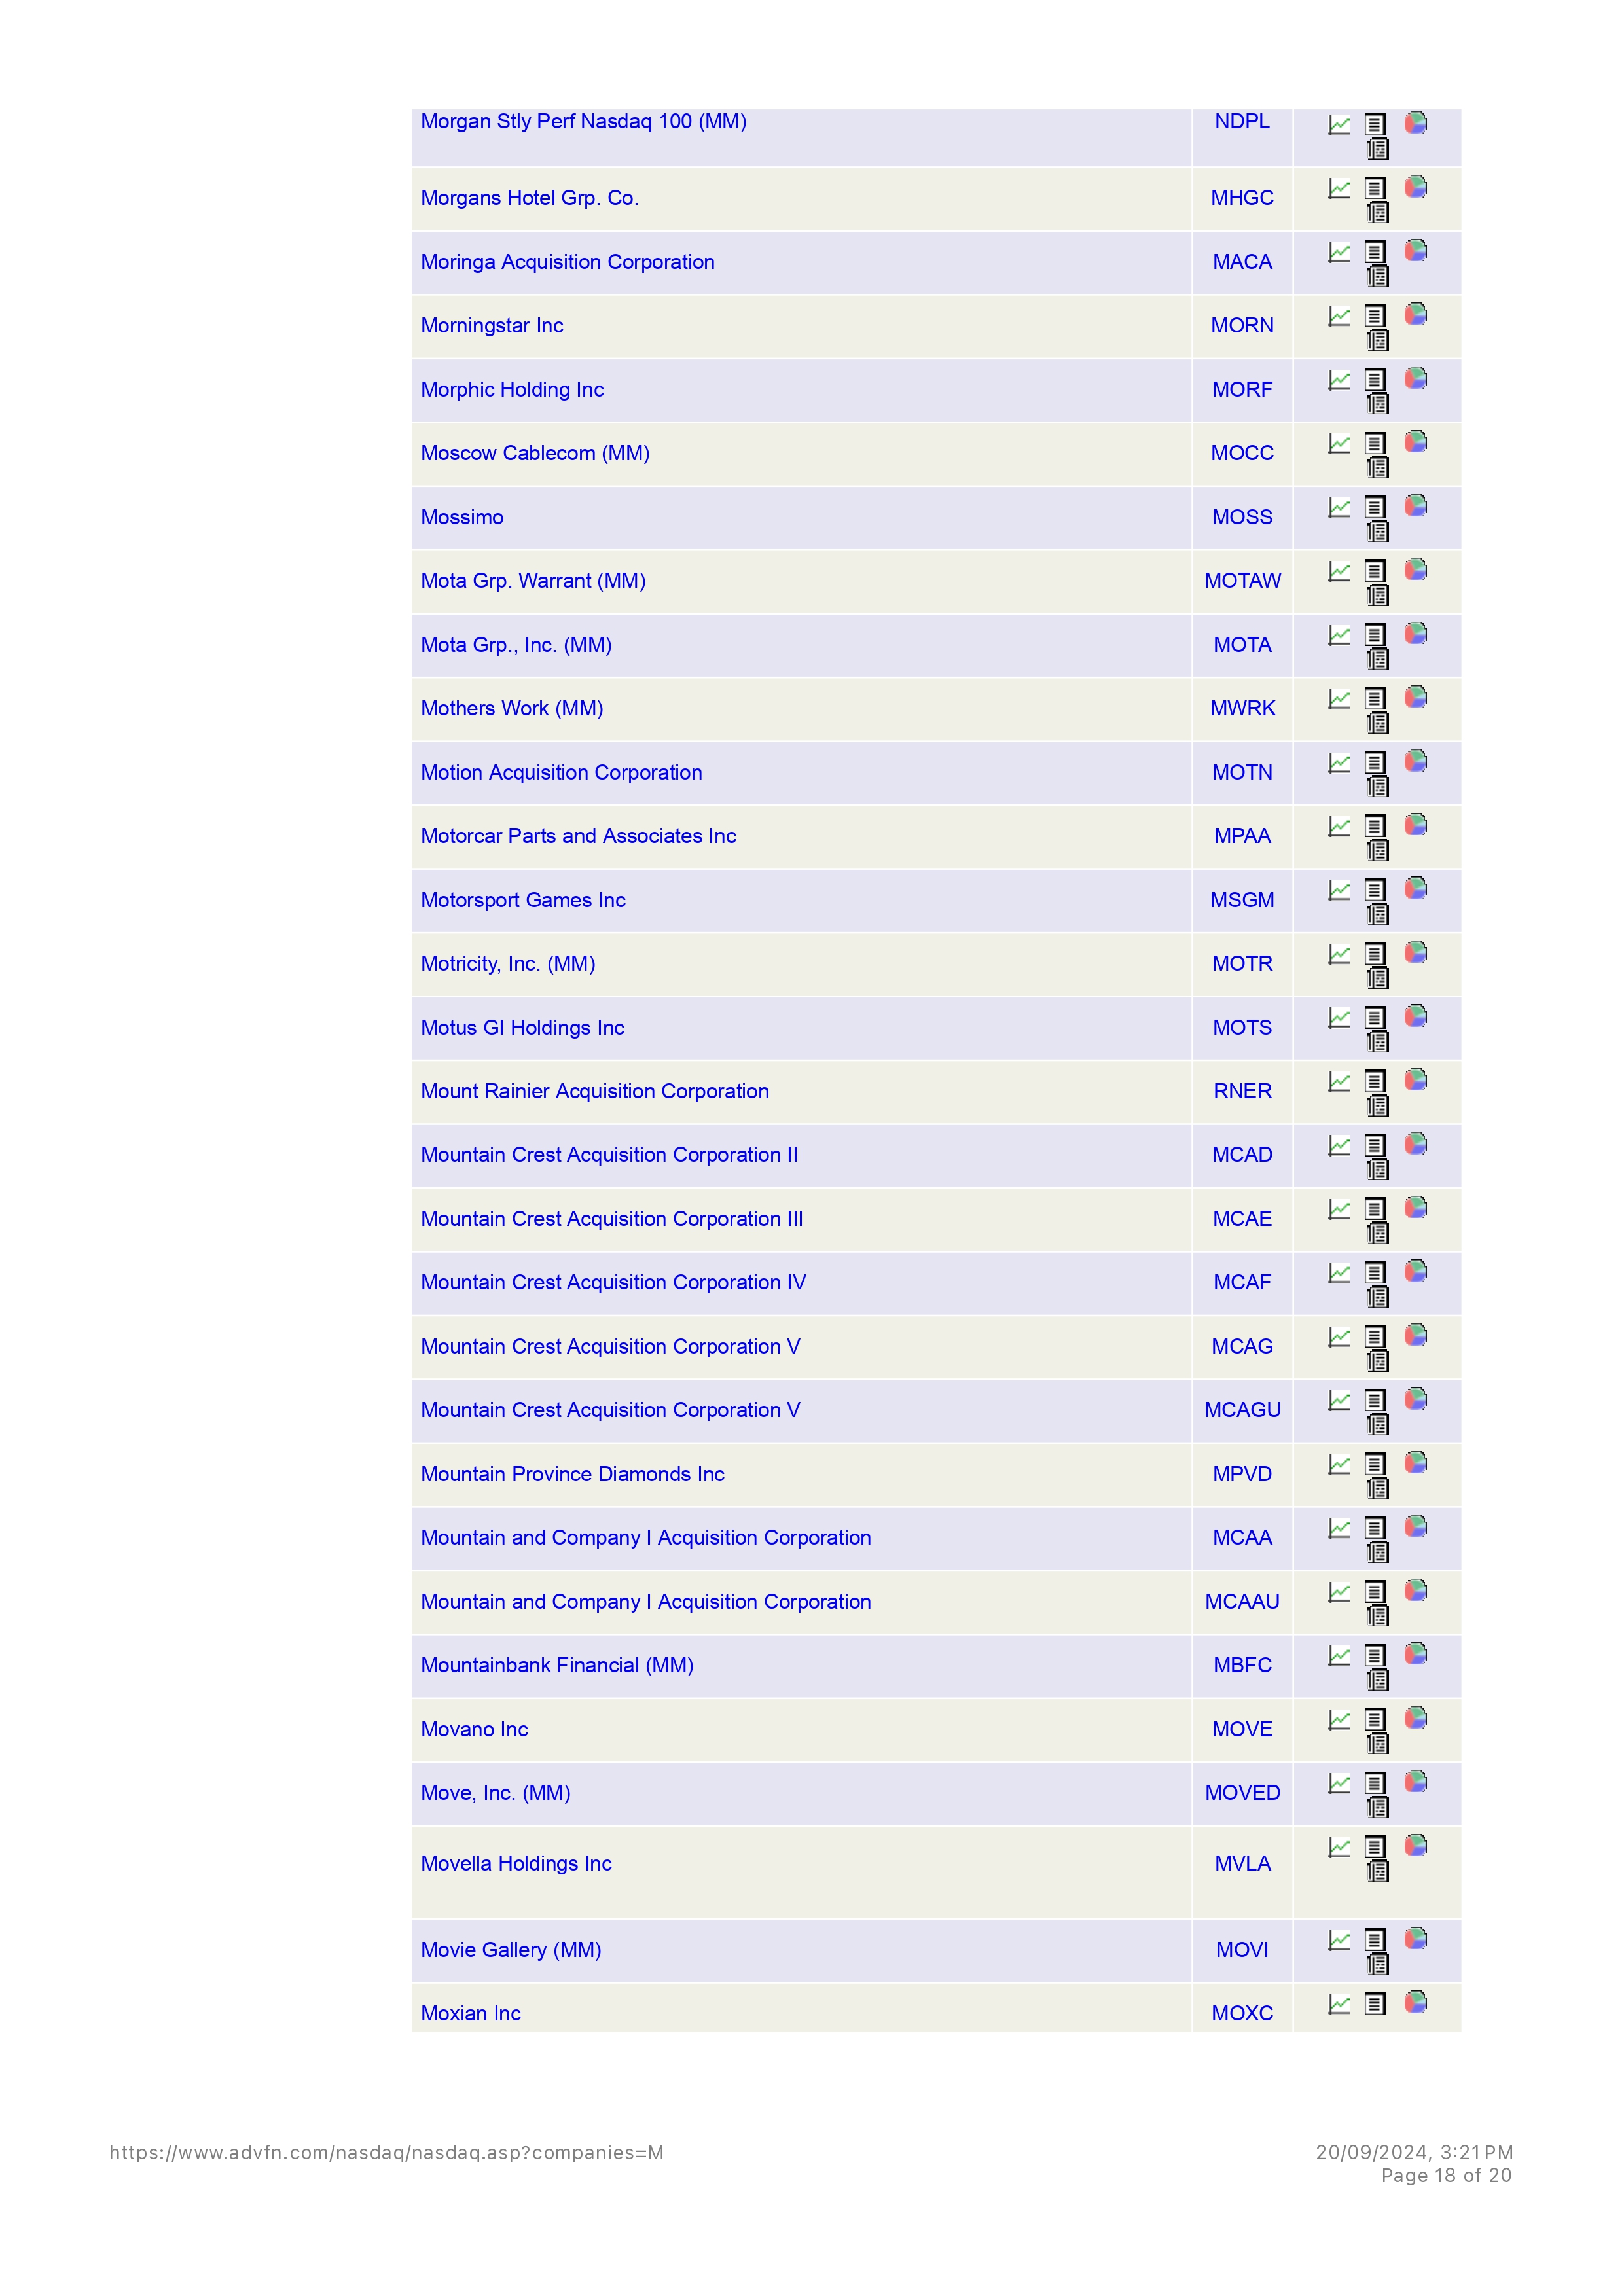 Morgan Stly Perf Nasdaq 100 (MM) NDPL
Morgans Hotel Grp. Co. MHGC
Moringa Acquisition Corporation MACA
Morningstar Inc MORN
Morphic Holding Inc MORF
Moscow Cablecom (MM) MOCC
Mossimo MOSS
Mota Grp. Warrant (MM) MOTAW
Mota Grp., Inc. (MM) MOTA
Mothers Work (MM) MWRK
Motion Acquisition Corporation MOTN
Motorcar Parts and Associates Inc MPAA
Motorsport Games Inc MSGM
Motricity, Inc. (MM) MOTR
Motus GI Holdings Inc MOTS
Mount Rainier Acquisition Corporation RNER
Mountain Crest Acquisition Corporation II MCAD
Mountain Crest Acquisition Corporation III MCAE
Mountain Crest Acquisition Corporation IV MCAF
Mountain Crest Acquisition Corporation V MCAG
Mountain Crest Acquisition Corporation V MCAGU
Mountain Province Diamonds Inc MPVD
Mountain and Company I Acquisition Corporation MCAA
Mountain and Company I Acquisition Corporation MCAAU
Mountainbank Financial (MM) MBFC
Movano Inc MOVE
Move, Inc. (MM) MOVED
Movella Holdings Inc MVLA
Movie Gallery (MM) MOVI
Moxian Inc MOXC
https://www.advfn.com/nasdaq/nasdaq.asp?companies=M 20/09/2024, 3:21 PM
Page 18 of 20